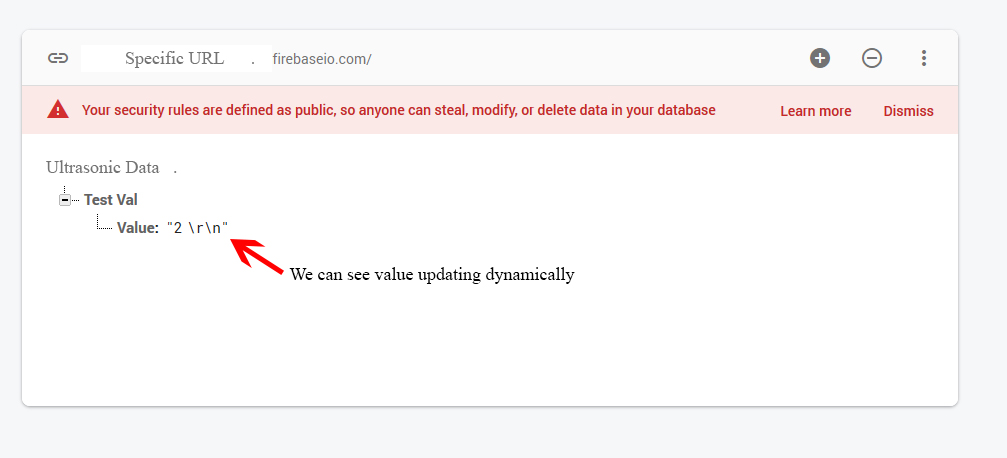 Specific URL . firebaseio.com/
Your security rules are defined as public, so anyone can steal, modify, or delete data in your database Learn more Dismiss
Ultrasonic Data .
Test Val
Value: "2 \r\n"
We can see value updating dynamically